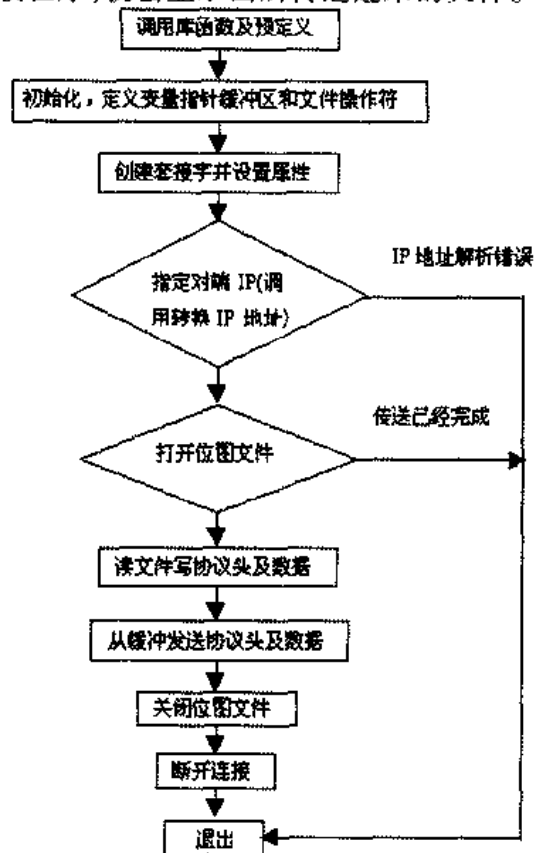 调用库函数及预定义
初始化,定义变量指针缓冲区和文件操作符
创建套接字并设置属性
IP 地址解析错误
指定对端 IP(调
用转换 IP 地址)
传送已经完成
打开位图文件
读文件写协议头及数据
从缓冲发送协议头及数据
关闭位图文件
断开连接
退出